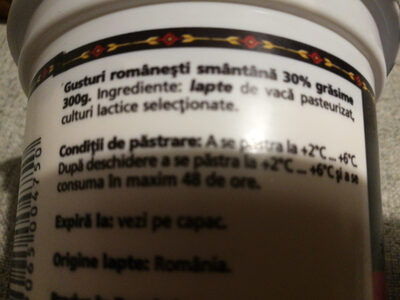 Gusturi românești smântână 30% grăsime
300g. Ingrediente: lapte de vacă pasteurizat,
culturi lactice selecționate.
Condiții de păstrare: A se păstra la +2°C ... +6°C.
După deschidere a se păstra la +2°C ... +6°C și a se
consuma în maxim 48 de ore.
Expiră la: vezi pe capac.
Origine lapte: România.